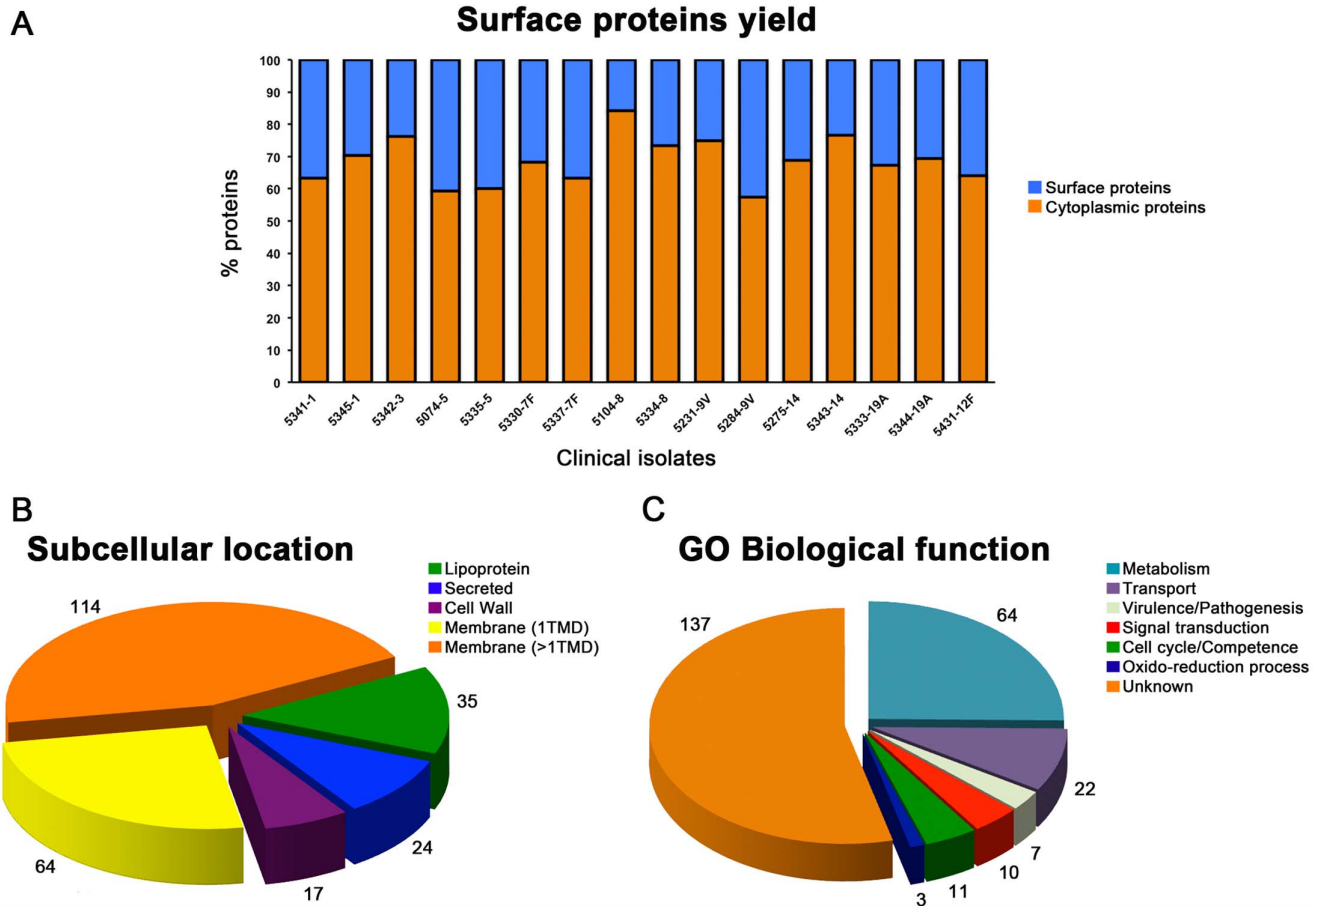 A
Surface proteins yield
100
90
80
70
60
50
40
30
20
10
0
% proteins
5341-1
5345-1
5342-3
5074-5
5335-5
5330-7F
5337-7F
5104-8
5334-8
5231-9V
5284-9V
5275-14
5343-14
5333-19A
5344-19A
5431-12F
Clinical isolates
Surface proteins
Cytoplasmic proteins
B
Subcellular location
Lipoprotein
Secreted
Cell Wall
Membrane (1TMD)
Membrane (>1TMD)
114
35
24
17
64
C
GO Biological function
Metabolism
Transport
Virulence/Pathogenesis
Signal transduction
Cell cycle/Competence
Oxido-reduction process
Unknown
137
64
22
7
10
11
3